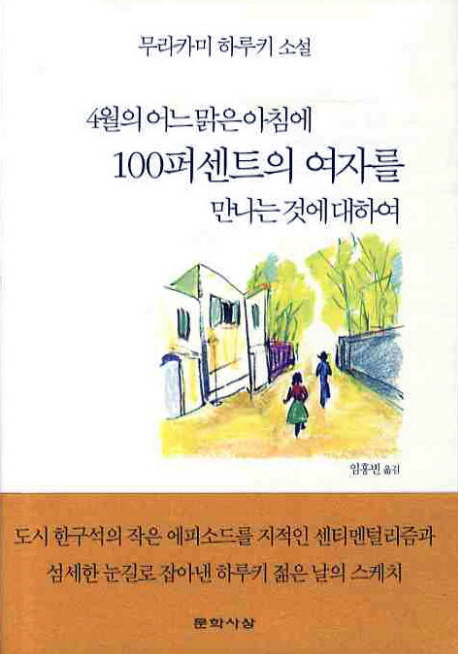 무라카미 하루키 소설
4월의 어느 맑은 아침에
100퍼센트의 여자를
만나는 것에 대하여
임홍빈 옮김
도시 한구석의 작은 에피소드를 지적인 센티멘털리즘과
섬세한 눈길로 잡아낸 하루키 젊은 날의 스케치
문학사상